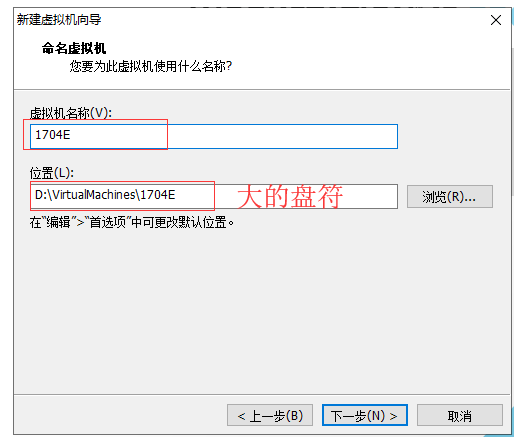 新建虚拟机向导
命名虚拟机
您要为此虚拟机使用什么名称?
虚拟机名称(V):
1704E
位置(L):
D:\VirtualMachines\1704E
大的盘符
浏览(R)...
在“编辑”>“首选项”中可更改默认位置。
< 上一步(B)
下一步(N) >
取消